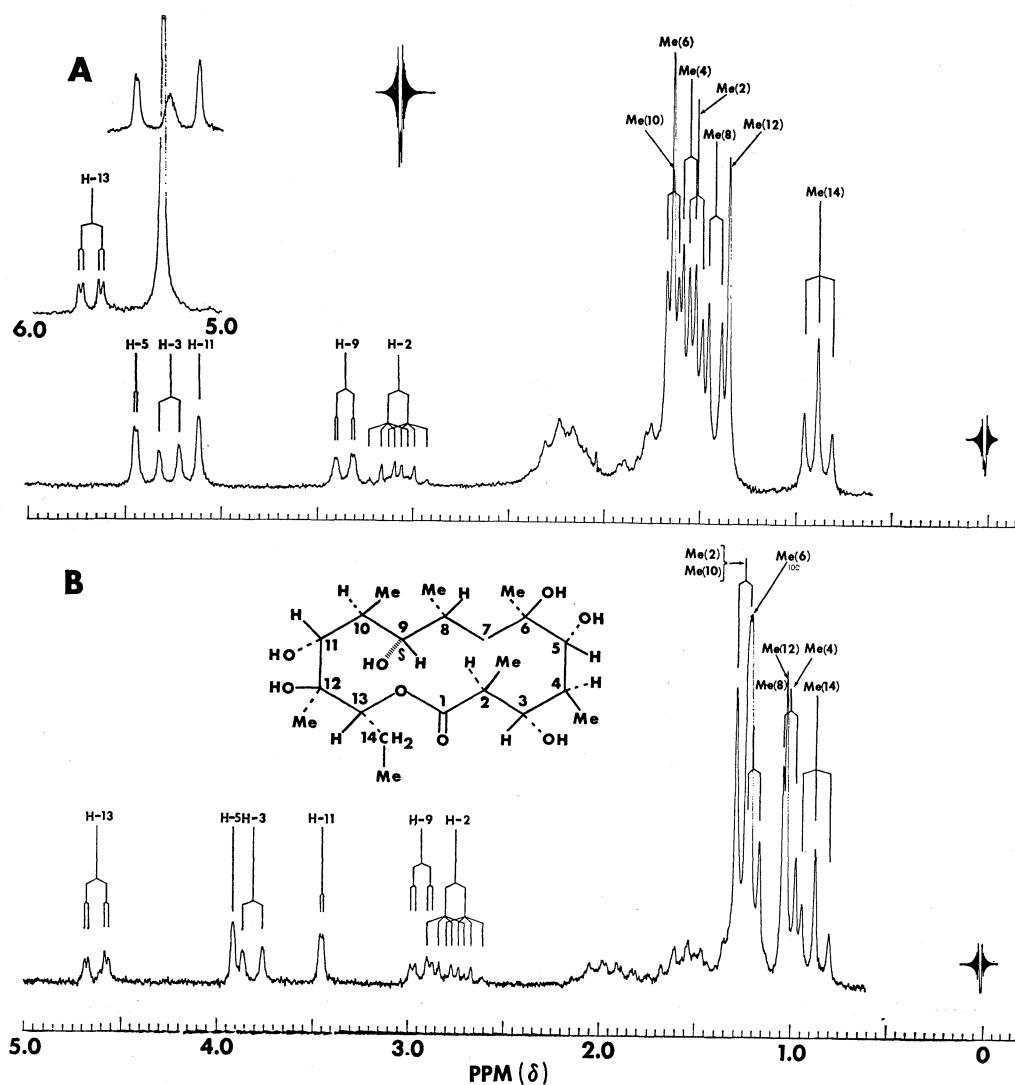 A
H-13
6.0 5.0
Me(6)
Me(4)
Me(2)
Me(10)
Me(8)
Me(12)
Me(14)
H-5 H-3 H-11
H-9 H-2
B
Me(2)
Me(10)
Me(6)
10C
Me(12) Me(4)
Me(8)
Me(14)
H Me Me H Me OH
H 10 9 8 7 6 OH
11 5
HO HO S H H Me H
HO 12 O 1 2 3 4 H
Me 13 Me
H 14 CH2 O H OH
Me
H-13
H-5 H-3 H-11
H-9 H-2
5.0 4.0 3.0 2.0 1.0 0
PPM (δ)